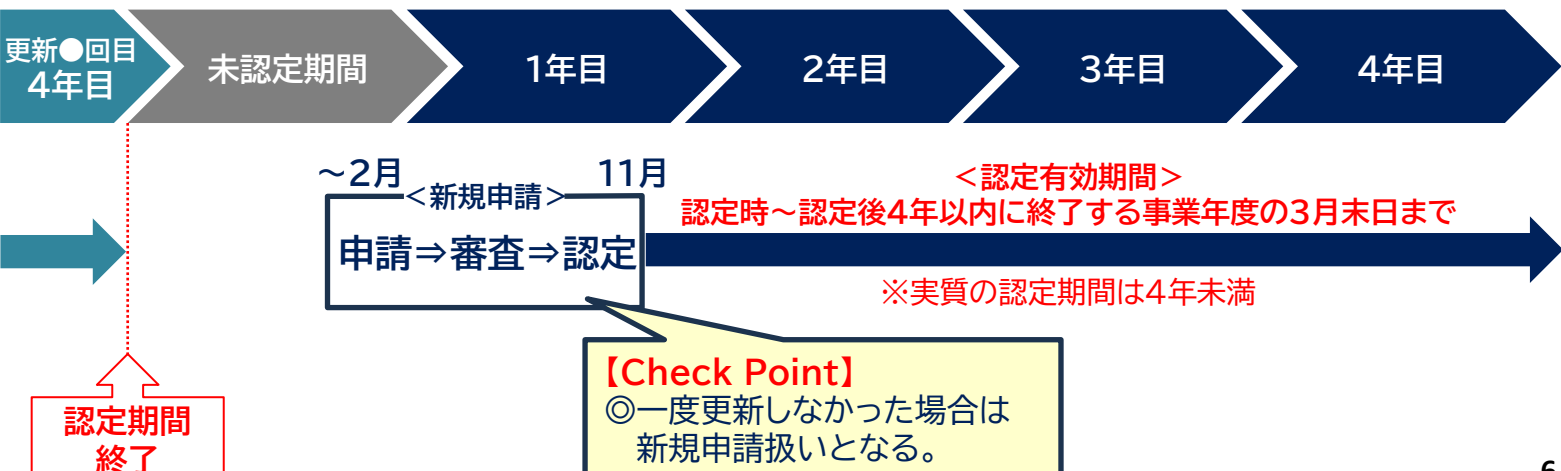 更新●回目
4年目
未認定期間
1年目
2年目
3年目
4年目
～2月
11月
＜新規申請＞
申請⇒審査⇒認定
＜認定有効期間＞
認定時～認定後4年以内に終了する事業年度の3月末日まで
※実質の認定期間は4年未満
【Check Point】
◎一度更新しなかった場合は
新規申請扱いとなる。
認定期間
終了